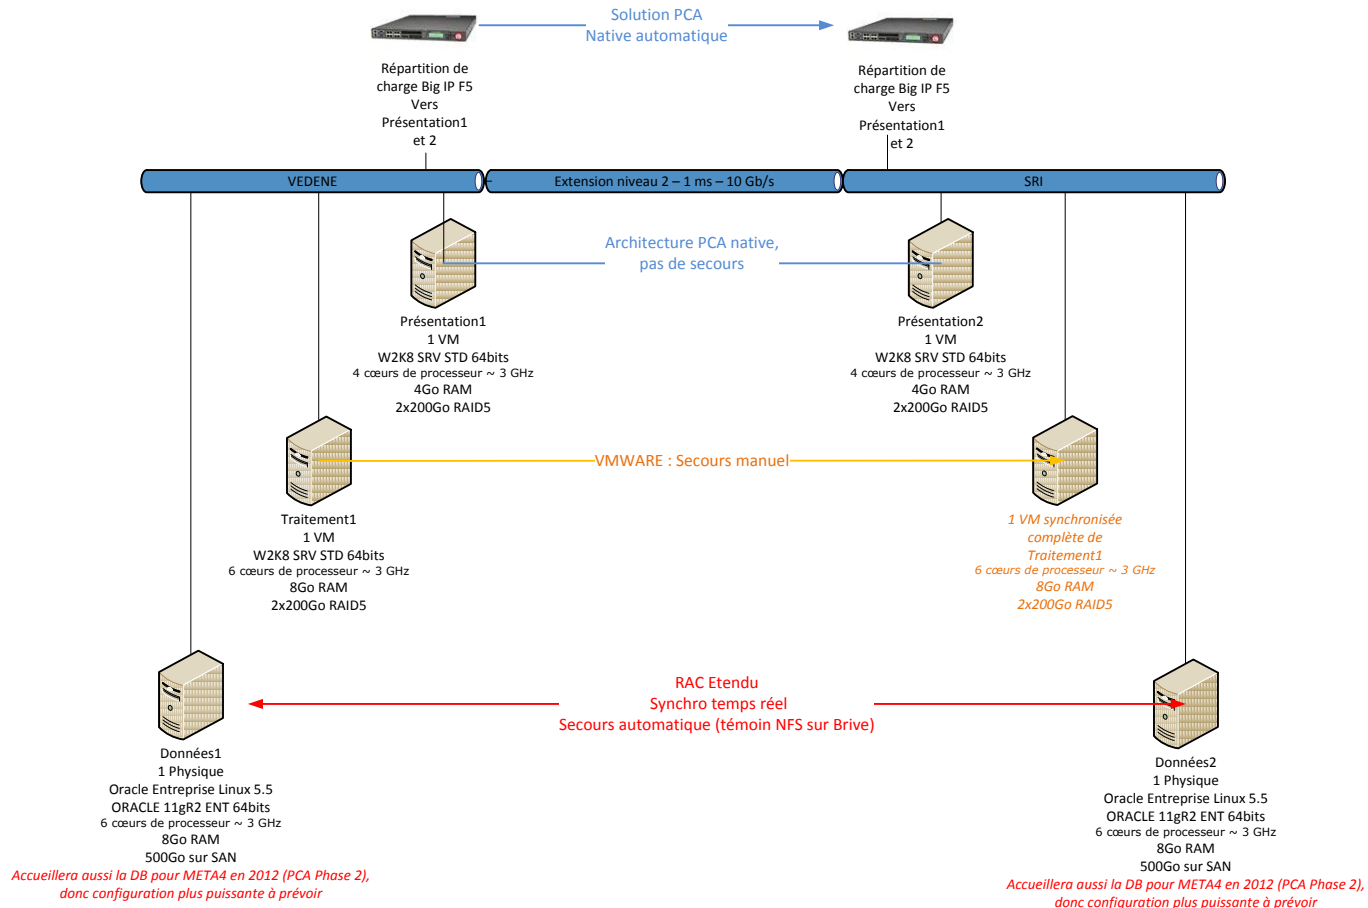 Solution PCA
Native automatique
Répartition de
charge Big IP F5
Vers
Présentation1
et 2
Répartition de
charge Big IP F5
Vers
Présentation1
et 2
VEDENE
Extension niveau 2 – 1 ms – 10 Gb/s
SRI
Architecture PCA native,
pas de secours
Présentation1
1 VM
W2K8 SRV STD 64bits
4 cœurs de processeur ~ 3 GHz
4Go RAM
2x200Go RAID5
Présentation2
1 VM
W2K8 SRV STD 64bits
4 cœurs de processeur ~ 3 GHz
4Go RAM
2x200Go RAID5
VMWARE : Secours manuel
Traitement1
1 VM
W2K8 SRV STD 64bits
6 cœurs de processeur ~ 3 GHz
8Go RAM
2x200Go RAID5
1 VM synchronisée
complète de
Traitement1
6 cœurs de processeur ~ 3 GHz
8Go RAM
2x200Go RAID5
RAC Etendu
Synchro temps réel
Secours automatique (témoin NFS sur Brive)
Données1
1 Physique
Oracle Entreprise Linux 5.5
ORACLE 11gR2 ENT 64bits
6 cœurs de processeur ~ 3 GHz
8Go RAM
500Go sur SAN
Accueillera aussi la DB pour META4 en 2012 (PCA Phase 2),
donc configuration plus puissante à prévoir
Données2
1 Physique
Oracle Entreprise Linux 5.5
ORACLE 11gR2 ENT 64bits
6 cœurs de processeur ~ 3 GHz
8Go RAM
500Go sur SAN
Accueillera aussi la DB pour META4 en 2012 (PCA Phase 2),
donc configuration plus puissante à prévoir